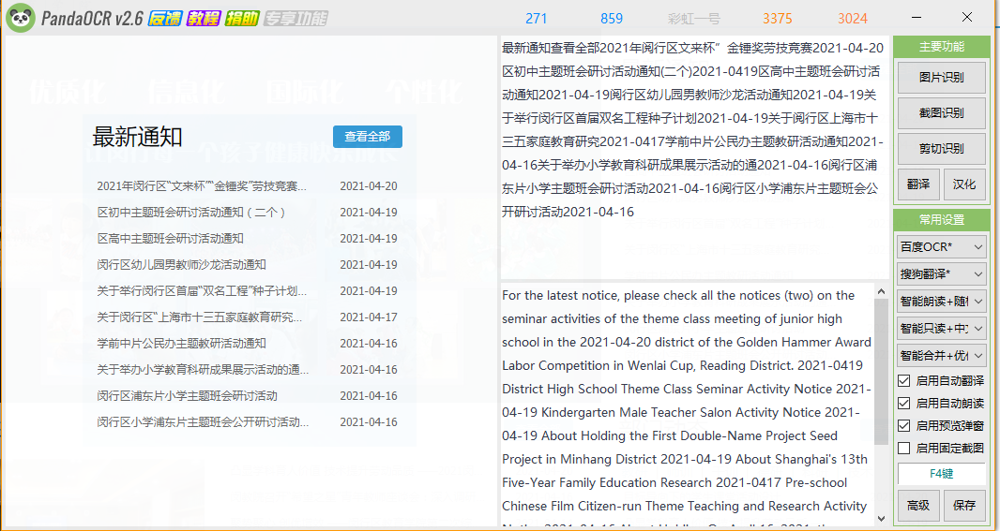 PandaOCR v2.6 反馈 教程 捐助 专享功能
271 859 彩虹一号 3375 3024
优质化 信息化 国际化 个性化
最新通知
查看全部
2021年闵行区“文来杯”“金锤奖”劳技竞赛... 2021-04-20
区初中主题班会研讨活动通知（二个） 2021-04-19
区高中主题班会研讨活动通知 2021-04-19
闵行区幼儿园男教师沙龙活动通知 2021-04-19
关于举行闵行区首届“双名工程”种子计划... 2021-04-19
关于闵行区“上海市十三五家庭教育研究... 2021-04-17
学前中片公民办主题教研活动通知 2021-04-16
关于举办小学教育科研成果展示活动的通... 2021-04-16
闵行区浦东片小学主题班会研讨活动 2021-04-16
闵行区小学浦东片主题班会公开研讨活动... 2021-04-16
最新通知查看全部2021年阅行区文来杯”金锤奖劳技竞赛2021-04-20
区初中主题班会研讨活动通知(二个)2021-0419区高中主题班会研讨活
动通知2021-04-19阅行区幼儿园男教师沙龙活动通知2021-04-19关
于举行闵行区首届双名工程种子计划2021-04-19关于阅行区上海市十
三五家庭教育研究2021-0417学前中片公民办主题教研活动通知2021-
04-16关于举办小学教育科研成果展示活动的通2021-04-16阅行区浦
东片小学主题班会研讨活动2021-04-16阅行区小学浦东片主题班会公
开研讨活动2021-04-16
For the latest notice, please check all the notices (two) on the
seminar activities of the theme class meeting of junior high
school in the 2021-04-20 district of the Golden Hammer Award
Labor Competition in Wenlai Cup, Reading District. 2021-0419
District High School Theme Class Seminar Activity Notice 2021-
04-19 Kindergarten Male Teacher Salon Activity Notice 2021-
04-19 About Holding the First Double-Name Project Seed
Project in Minhang District 2021-04-19 About Shanghai's 13th
Five-Year Family Education Research 2021-0417 Pre-school
Chinese Film Citizen-run Theme Teaching and Research Activity
主要功能
图片识别
截图识别
剪切识别
翻译 汉化
常用设置
百度OCR*
搜狗翻译*
智能朗读+随
智能只读+中
智能合并+优
启用自动翻译
启用自动朗读
启用预览弹窗
启用固定截图
F4键
高级 保存